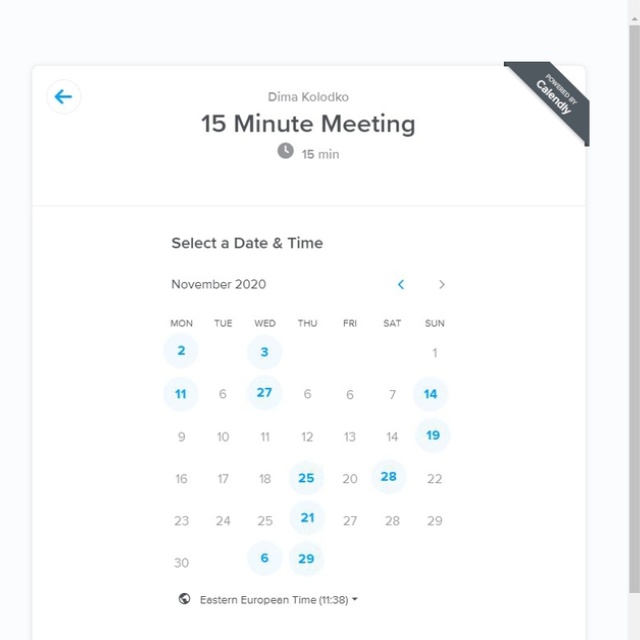 POWERED BY
Calendly
Dima Kolodko
15 Minute Meeting
15 min
Select a Date & Time
November 2020
MON TUE WED THU FRI SAT SUN
2 3 1
11 6 27 6 6 7 14
9 10 11 12 13 14 19
16 17 18 25 20 28 22
23 24 25 21 27 28 29
30 6 29
Eastern European Time (11:38)